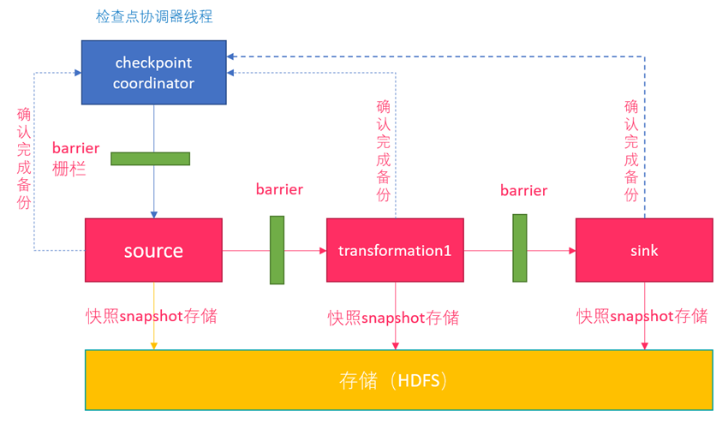 检查点协调器线程
checkpoint
coordinator
确认完成备份
barrier
栅栏
确认完成备份
确认完成备份
barrier
barrier
source
transformation1
sink
快照snapshot存储
快照snapshot存储
快照snapshot存储
存储（HDFS）